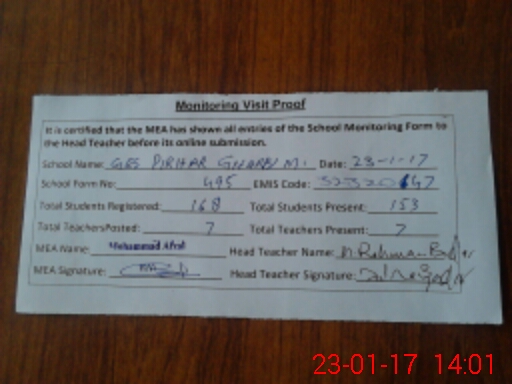 Monitoring Visit Proof
It is certified that the MEA has shown all entries of the School Monitoring Form to
the Head Teacher before its online submission.
School Name: GBS PIRHAR GHARBI M. Date: 23-1-17
School Form No: 495 EMIS Code:
Total Students Registered: 168 Total Students Present: 153
Total TeachersPosted: 7 Total Teachers Present: 7
MEA Name: Muhammad Afzal Head Teacher Name:
MEA Signature: Head Teacher Signature:
23-01-17 14:01